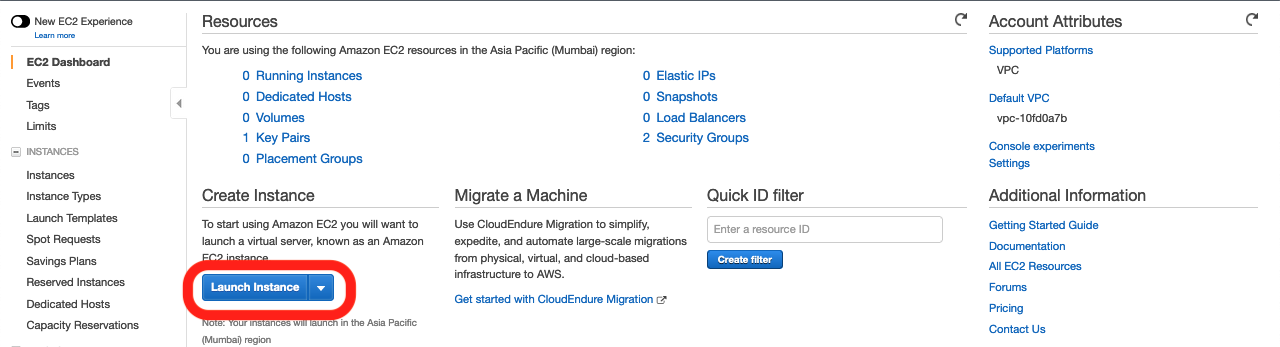 New EC2 Experience
Learn more
EC2 Dashboard
Events
Tags
Limits
INSTANCES
Instances
Instance Types
Launch Templates
Spot Requests
Savings Plans
Reserved Instances
Dedicated Hosts
Capacity Reservations
Resources
You are using the following Amazon EC2 resources in the Asia Pacific (Mumbai) region:
0 Running Instances
0 Dedicated Hosts
0 Volumes
1 Key Pairs
0 Placement Groups
0 Elastic IPs
0 Snapshots
0 Load Balancers
2 Security Groups
Create Instance
To start using Amazon EC2 you will want to
launch a virtual server, known as an Amazon
EC2 instance
Launch Instance
Note: Your instances will launch in the Asia Pacific
(Mumbai) region
Migrate a Machine
Use CloudEndure Migration to simplify,
expedite, and automate large-scale migrations
from physical, virtual, and cloud-based
infrastructure to AWS.
Get started with CloudEndure Migration
Quick ID filter
Enter a resource ID
Create filter
Account Attributes
Supported Platforms
VPC
Default VPC
vpc-10fd0a7b
Console experiments
Settings
Additional Information
Getting Started Guide
Documentation
All EC2 Resources
Forums
Pricing
Contact Us